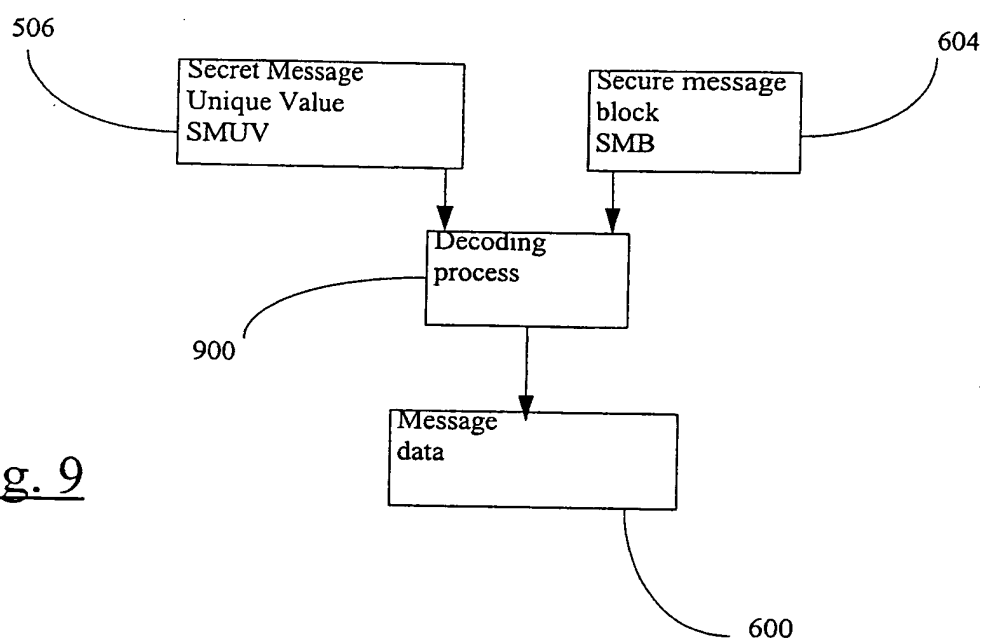 506
604
Secret Message
Unique Value
SMUV
Secure message
block
SMB
Decoding
process
900
Message
data
g. 9
600